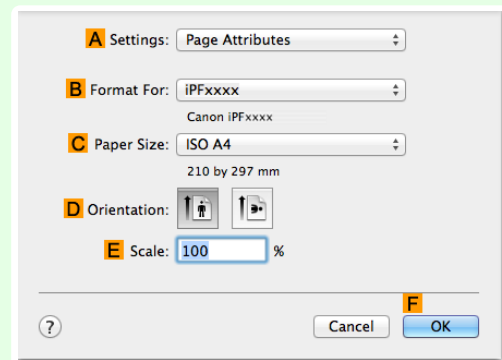 A Settings: Page Attributes
B Format For: iPFxxxx
Canon iPFxxxx
C Paper Size: ISO A4
210 by 297 mm
D Orientation:
E Scale: 100 %
F
? Cancel OK